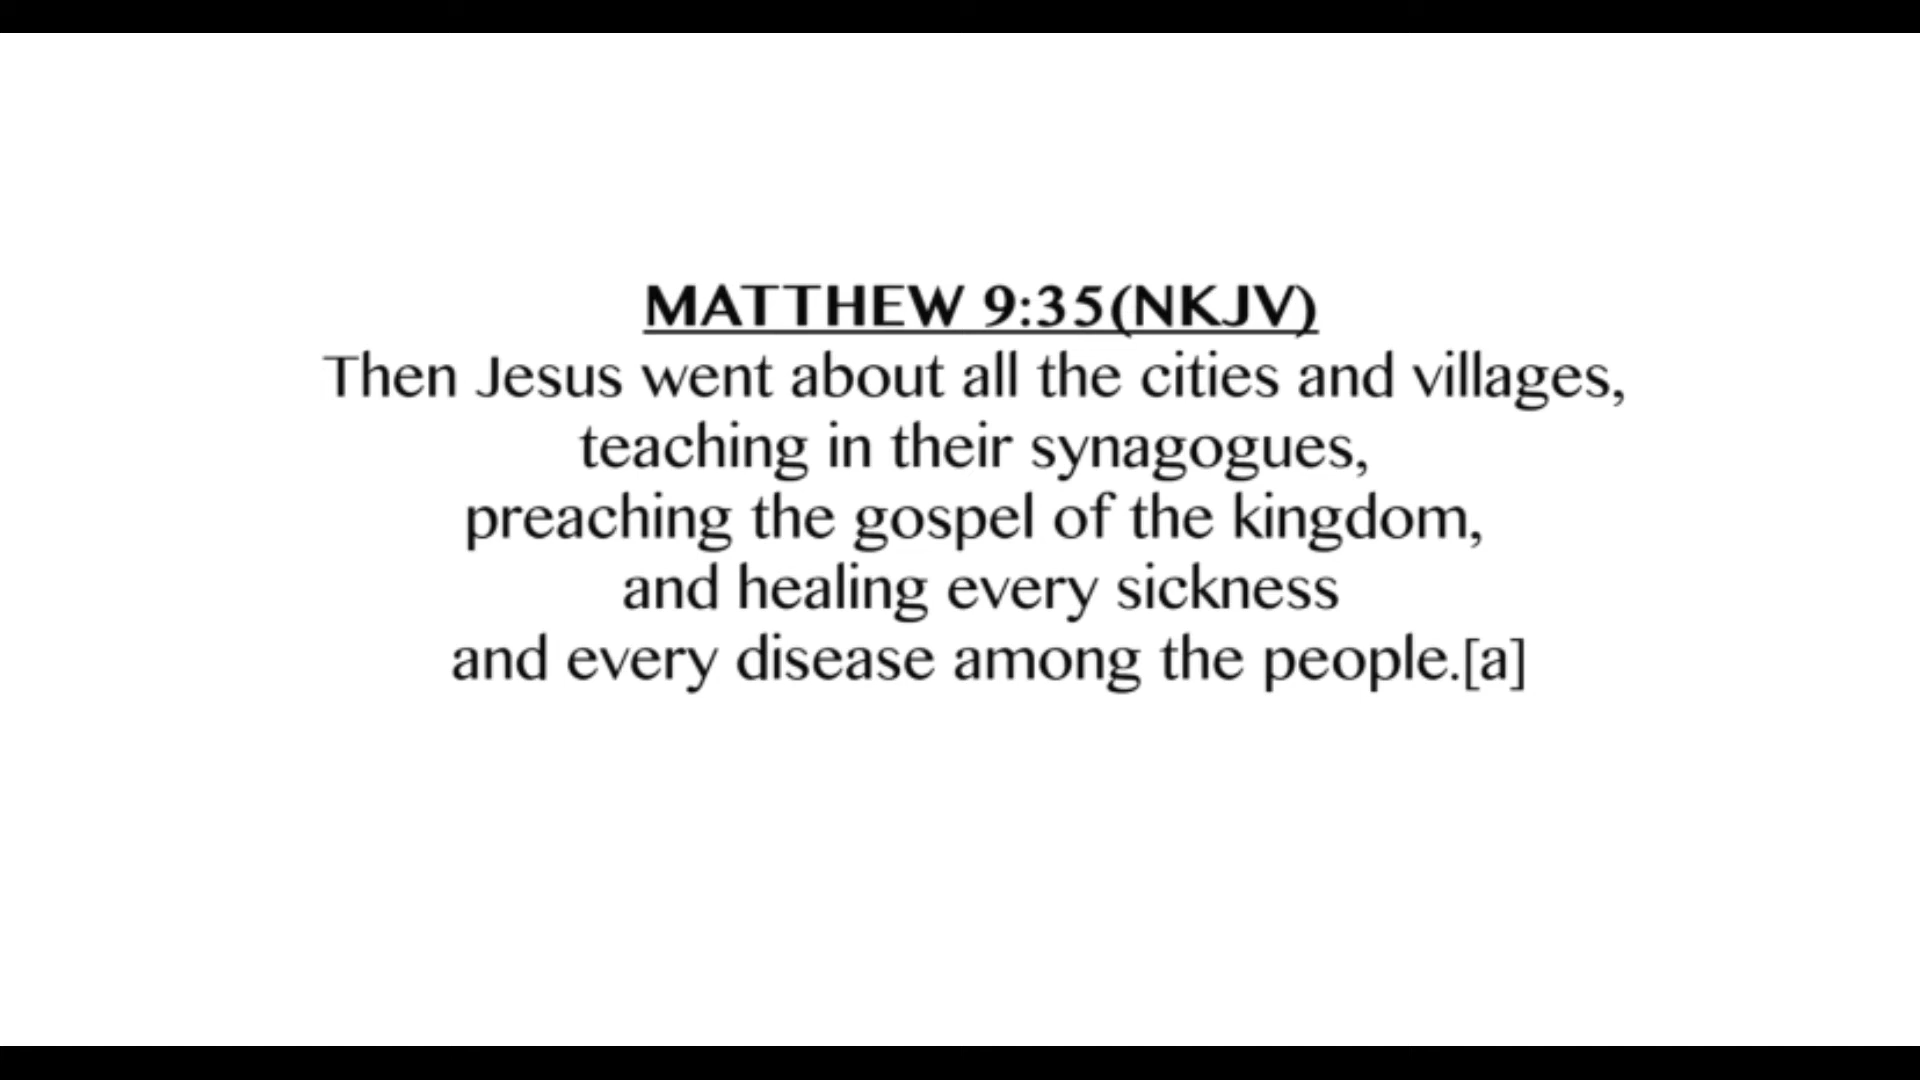 MATTHEW 9:35(NKJV)
Then Jesus went about all the cities and villages,
teaching in their synagogues,
preaching the gospel of the kingdom,
and healing every sickness
and every disease among the people.[a]